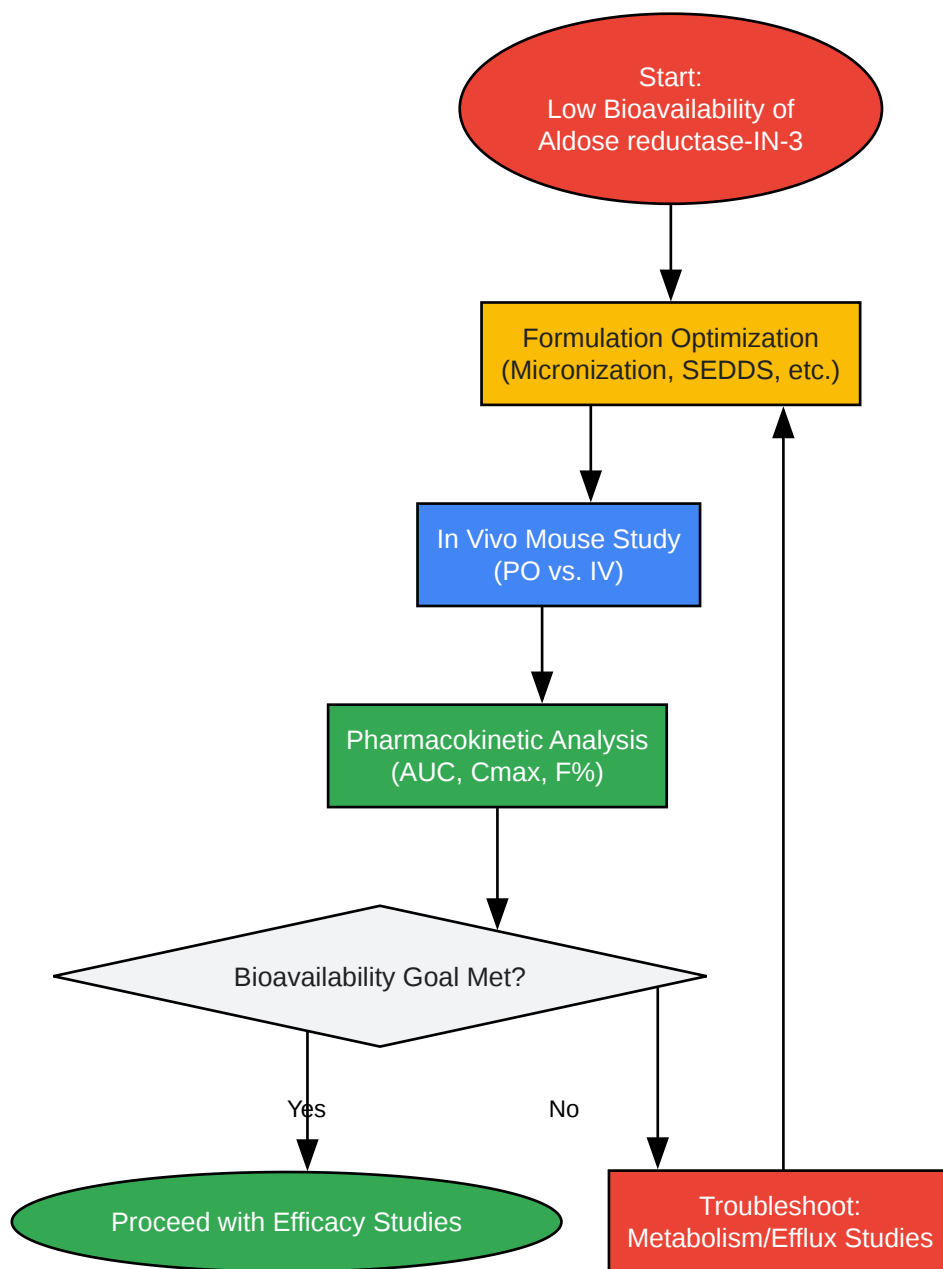 Start:
Low Bioavailability of
Aldose reductase-IN-3
Formulation Optimization
(Micronization, SEDDS, etc.)
In Vivo Mouse Study
(PO vs. IV)
Pharmacokinetic Analysis
(AUC, Cmax, F%)
Bioavailability Goal Met?
Yes
No
Proceed with Efficacy Studies
Troubleshoot:
Metabolism/Efflux Studies